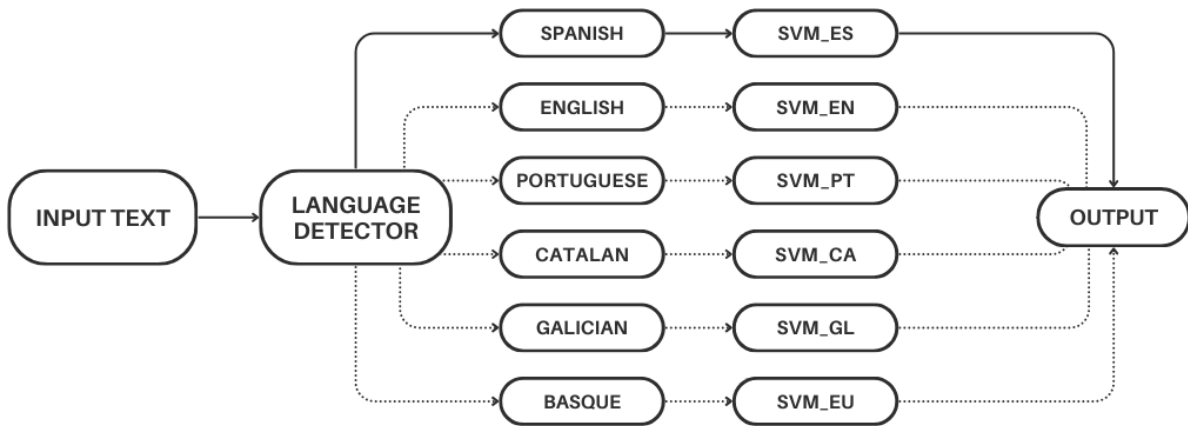 INPUT TEXT
LANGUAGE
DETECTOR
SPANISH
SVM_ES
ENGLISH
SVM_EN
PORTUGUESE
SVM_PT
CATALAN
SVM_CA
GALICIAN
SVM_GL
BASQUE
SVM_EU
OUTPUT